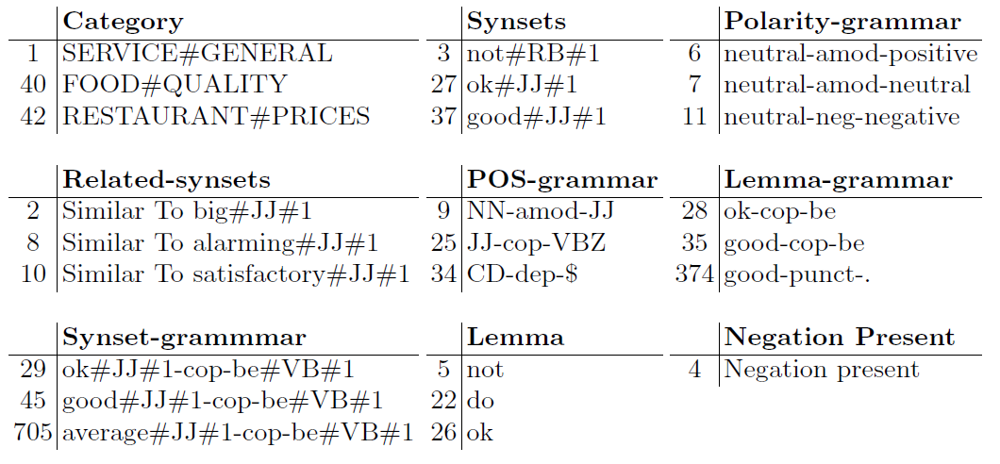 Category Synsets Polarity-grammar
1 SERVICE#GENERAL 3 not#RB#1 6 neutral-amod-positive
40 FOOD#QUALITY 27 ok#JJ#1 7 neutral-amod-neutral
42 RESTAURANT#PRICES 37 good#JJ#1 11 neutral-neg-negative
Related-synsets POS-grammar Lemma-grammar
2 Similar To big#JJ#1 9 NN-amod-JJ 28 ok-cop-be
8 Similar To alarming#JJ#1 25 JJ-cop-VBZ 35 good-cop-be
10 Similar To satisfactory#JJ#1 34 CD-dep-$ 374 good-punct-.
Synset-grammmar Lemma Negation Present
29 ok#JJ#1-cop-be#VB#1 5 not 4 Negation present
45 good#JJ#1-cop-be#VB#1 22 do
705 average#JJ#1-cop-be#VB#1 26 ok